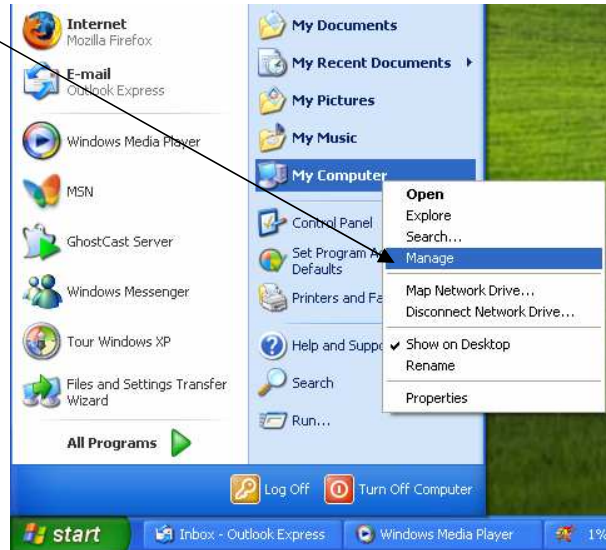 Internet
Mozilla Firefox
E-mail
Outlook Express
Windows Media Player
MSN
GhostCast Server
Windows Messenger
Tour Windows XP
Files and Settings Transfer
Wizard
All Programs
My Documents
My Recent Documents
My Pictures
My Music
My Computer
Control Panel
Set Program A
Defaults
Printers and Fa
Help and Suppo
Search
Run...
Open
Explore
Search...
Manage
Map Network Drive...
Disconnect Network Drive...
Show on Desktop
Rename
Properties
Log Off Turn Off Computer
start Inbox - Outlook Express Windows Media Player 1%